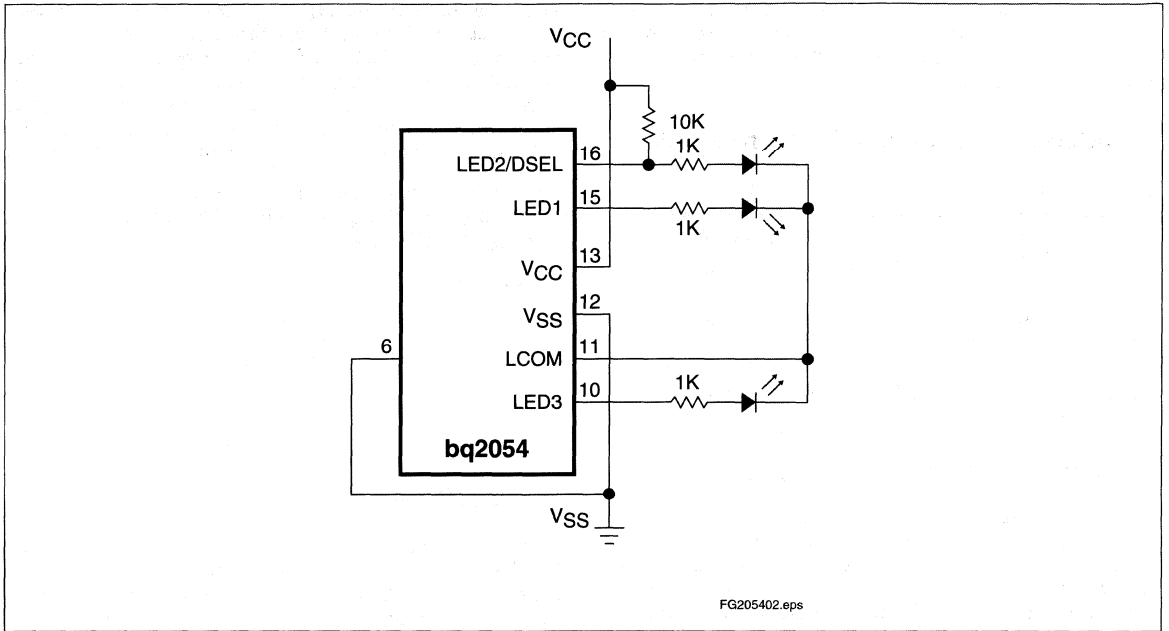 VCC
10K
1K
LED2/DSEL 16
LED1 15
1K
VCC 13
VSS 12
6
LCOM 11
1K
LED3 10
bq2054
VSS
FG205402.eps